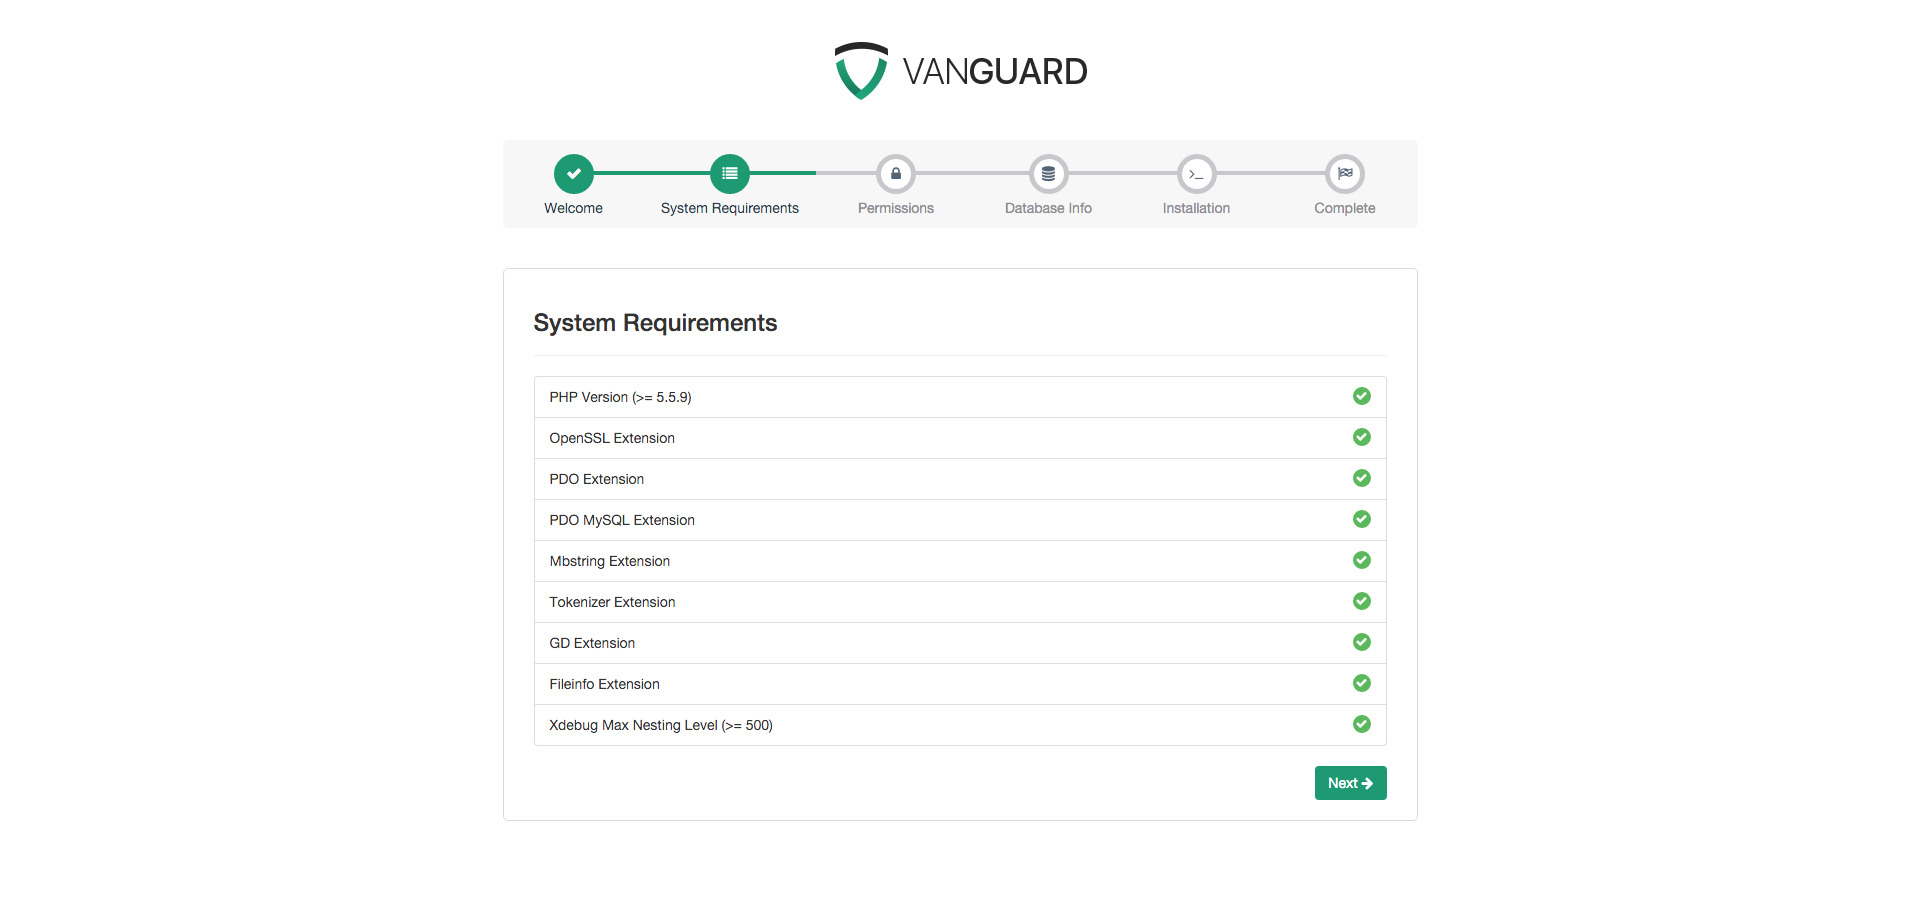 VANGUARD
Welcome
System Requirements
Permissions
Database Info
Installation
Complete
System Requirements
PHP Version (>= 5.5.9)
OpenSSL Extension
PDO Extension
PDO MySQL Extension
Mbstring Extension
Tokenizer Extension
GD Extension
Fileinfo Extension
Xdebug Max Nesting Level (>= 500)
Next